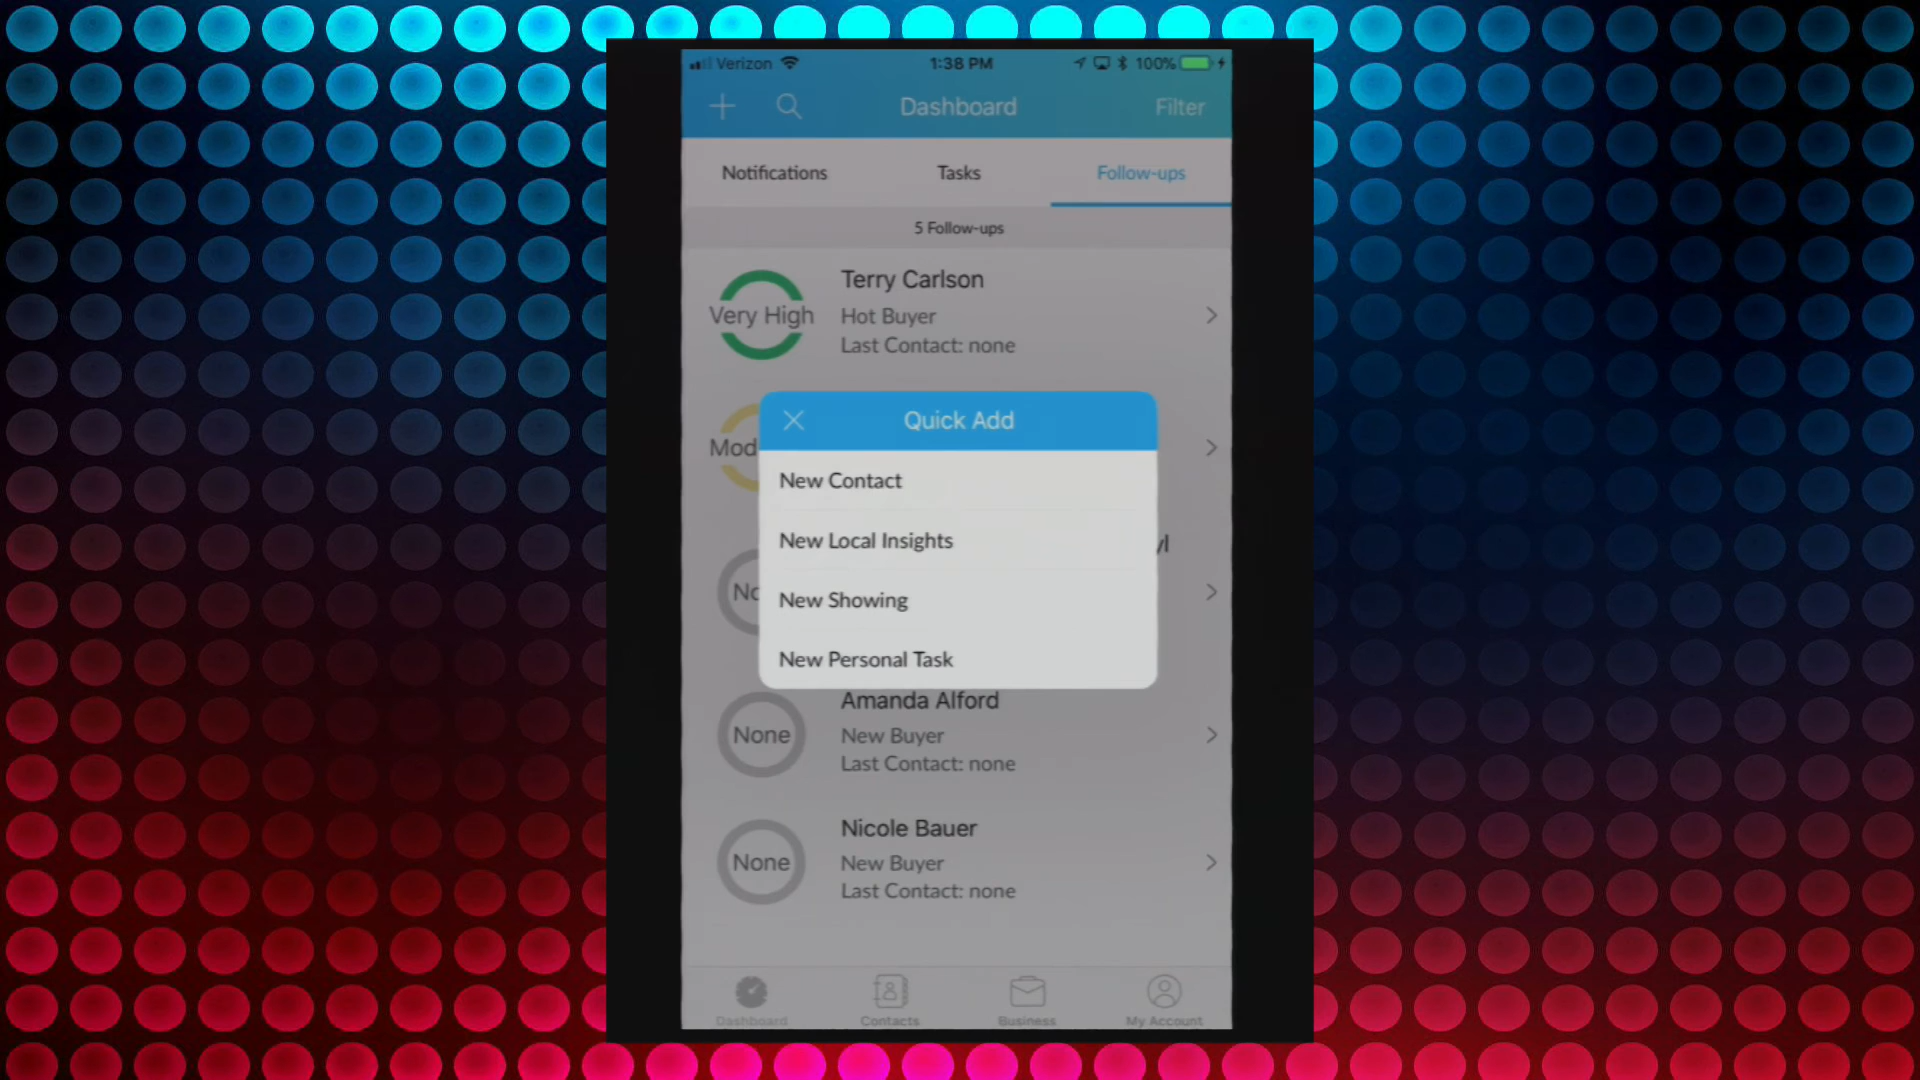 Verizon 1:38 PM 100%
Dashboard Filter
Notifications Tasks Follow-ups
5 Follow-ups
Terry Carlson
Very High Hot Buyer
Last Contact: none
Quick Add
New Contact
New Local Insights
New Showing
New Personal Task
Amanda Alford
None New Buyer
Last Contact: none
Nicole Bauer
None New Buyer
Last Contact: none
Dashboard Contacts Business My Account